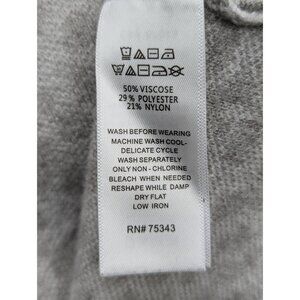 50% VISCOSE
29% POLYESTER
21% NYLON
WASH BEFORE WEARING
MACHINE WASH COOL-
DELICATE CYCLE
WASH SEPARATELY
ONLY NON - CHLORINE
BLEACH WHEN NEEDED
RESHAPE WHILE DAMP
DRY FLAT
LOW IRON
RN# 75343